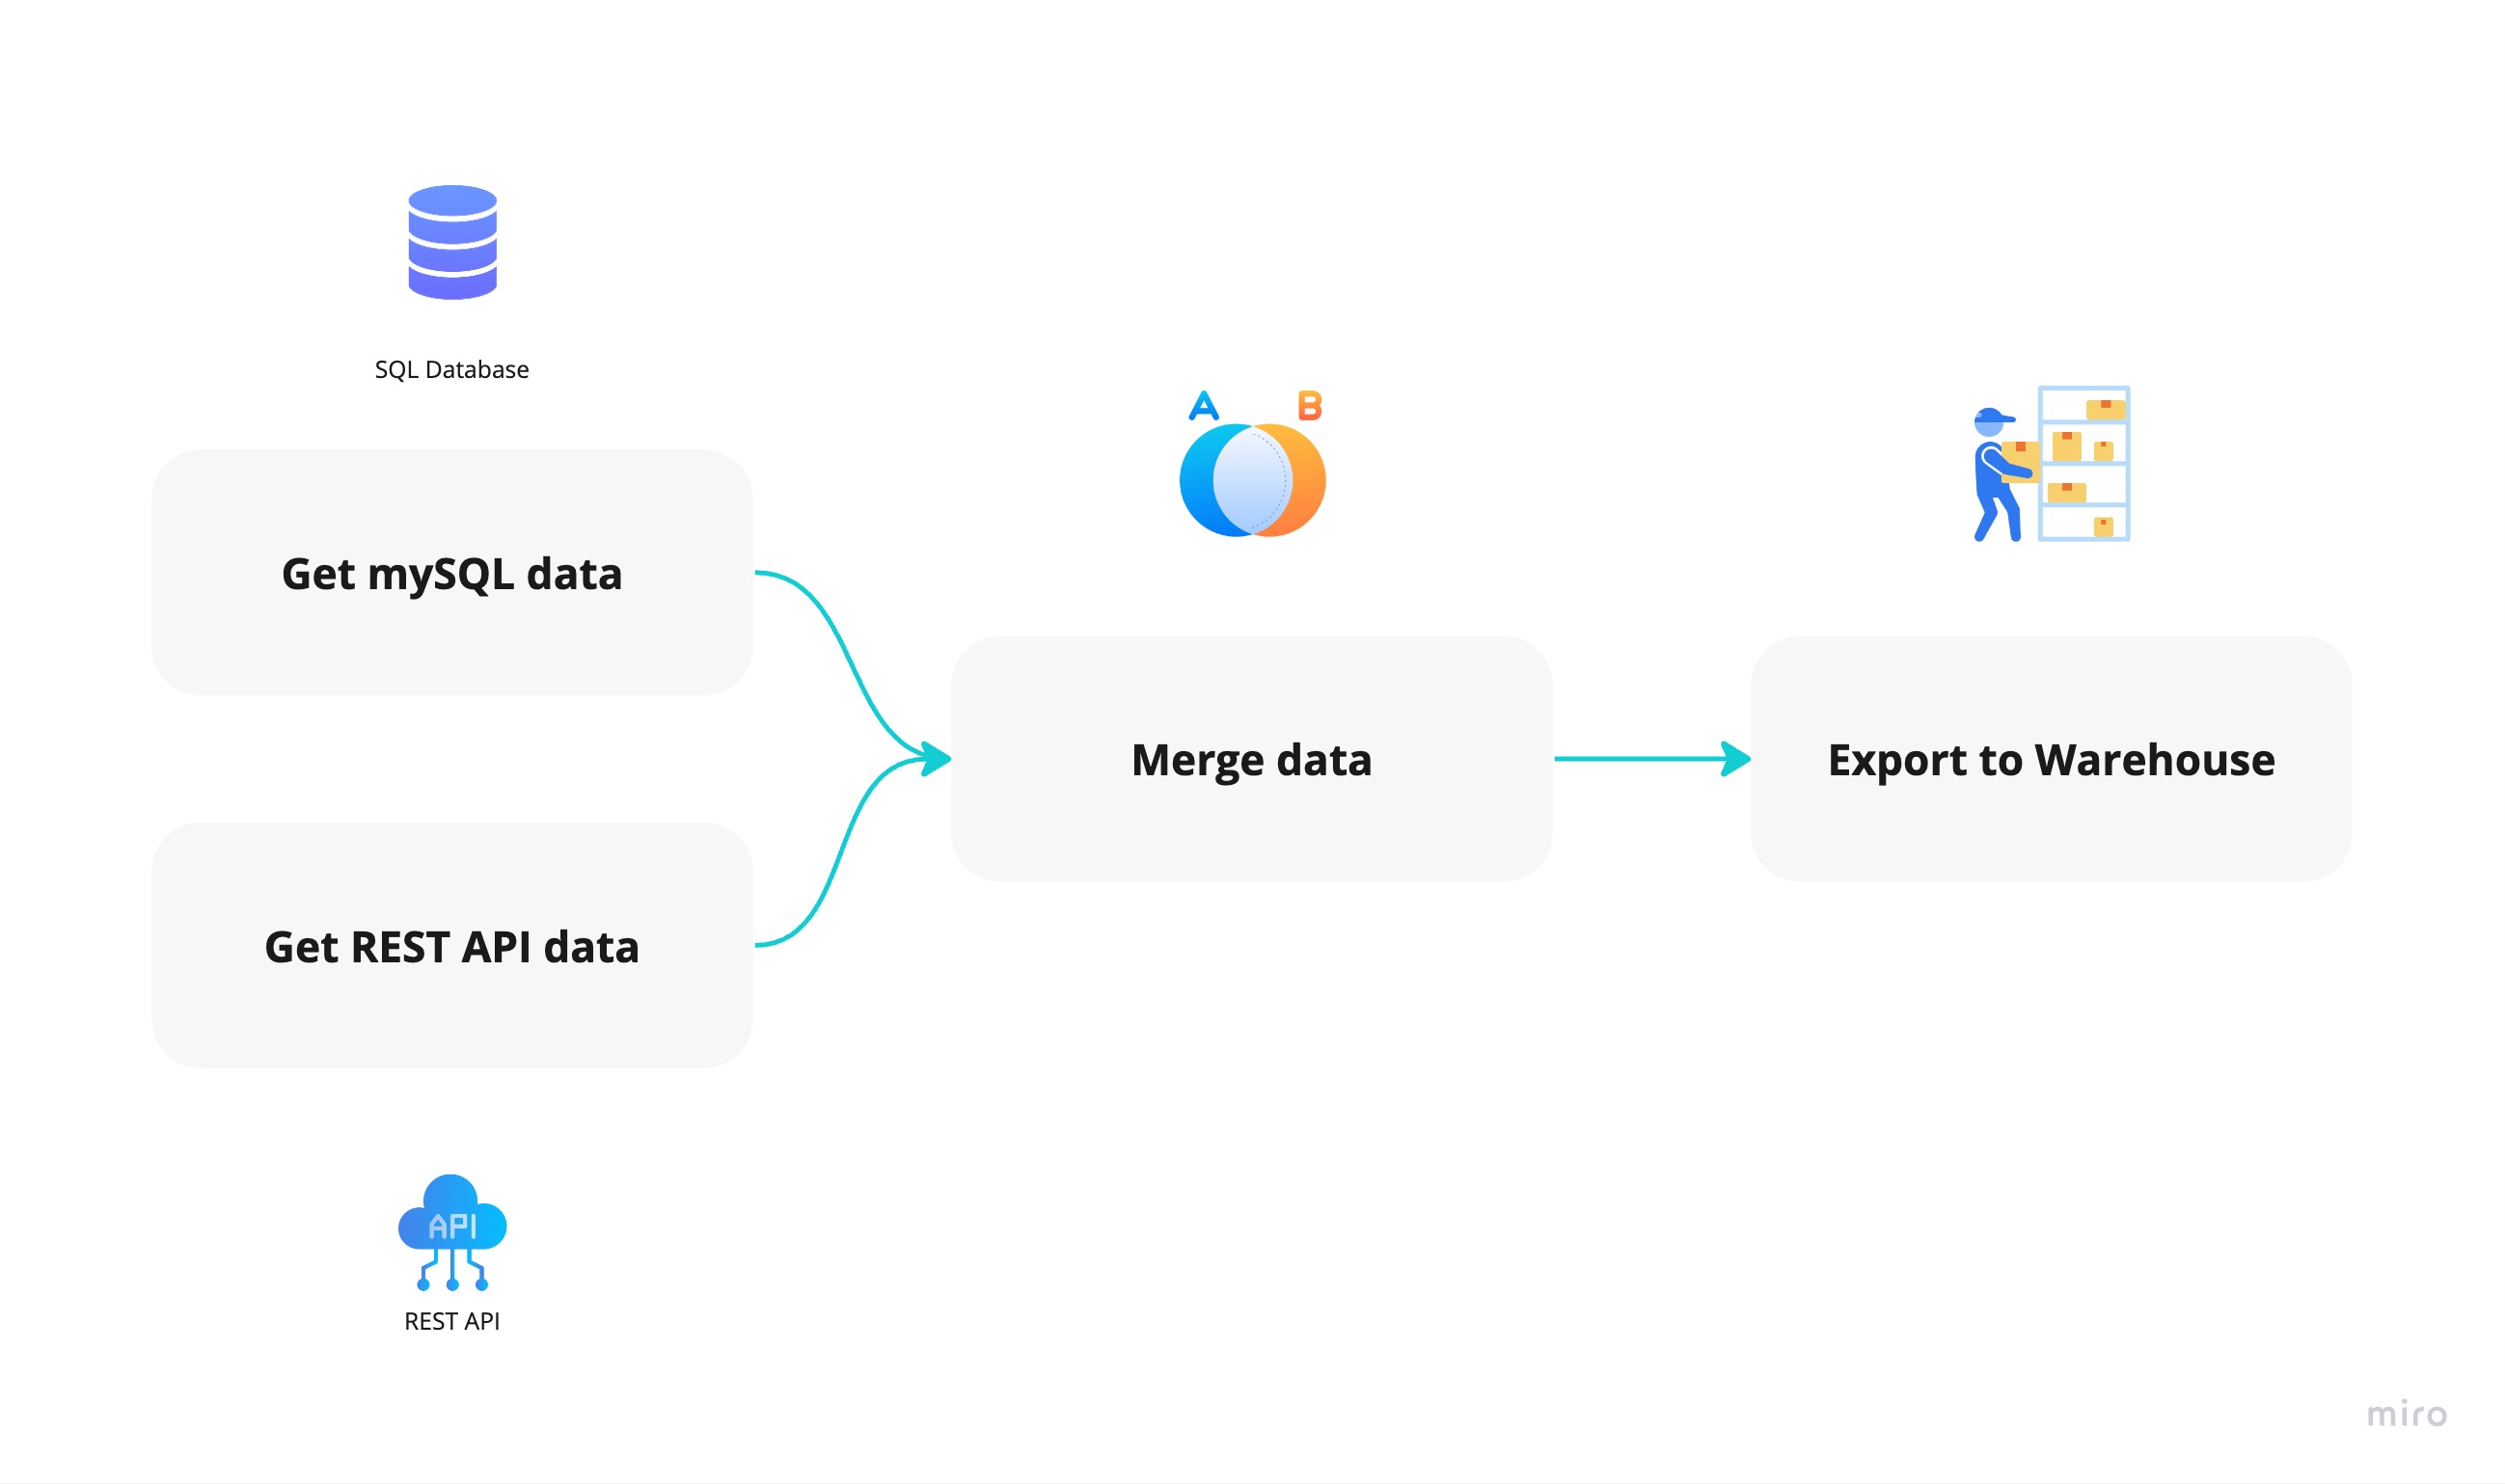 SQL Database
A B
Get mySQL data
Merge data
Export to Warehouse
Get REST API data
API
REST API
miro